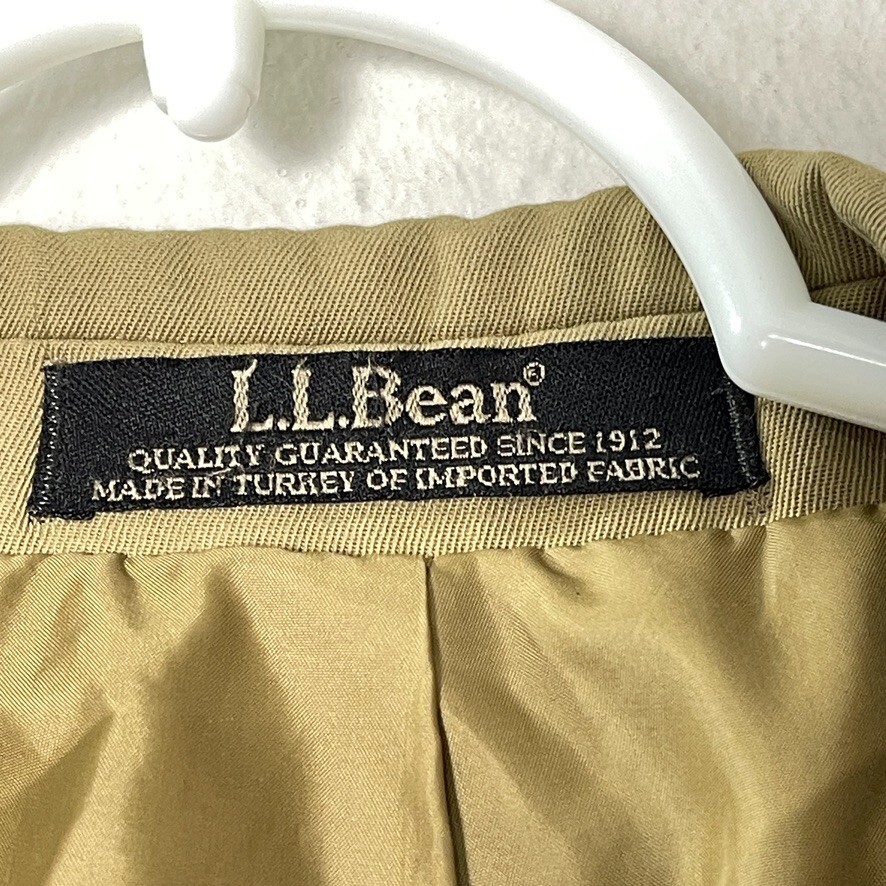 L.L.Bean®
QUALITY GUARANTEED SINCE 1912
MADE IN TURKEY OF IMPORTED FABRIC